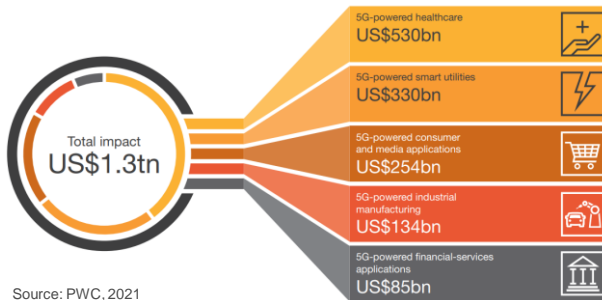 Total impact
US$1.3tn
5G-powered healthcare
US$530bn
5G-powered smart utilities
US$330bn
5G-powered consumer
and media applications
US$254bn
5G-powered industrial
manufacturing
US$134bn
5G-powered financial-services
applications
US$85bn
Source: PWC, 2021